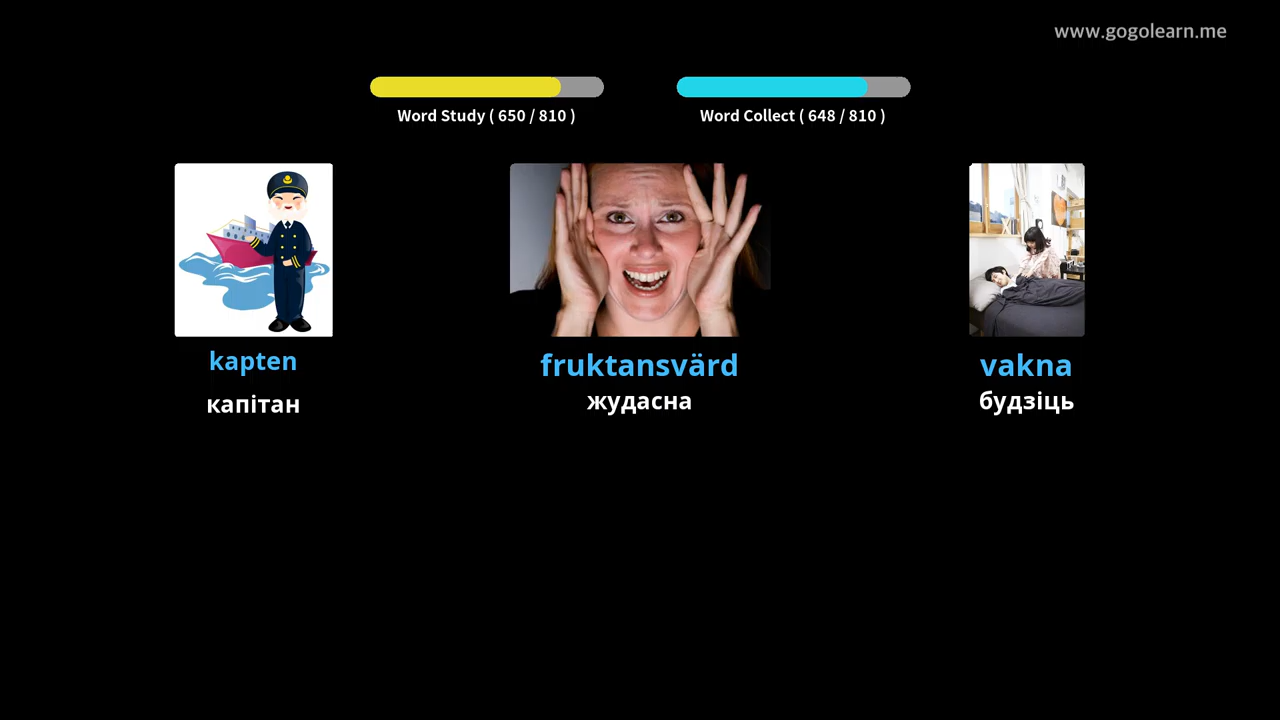 www.gogolearn.me
Word Study ( 650 / 810 )
Word Collect ( 648 / 810 )
kapten
капітан
fruktansvärd
жудасна
vakna
будзіць